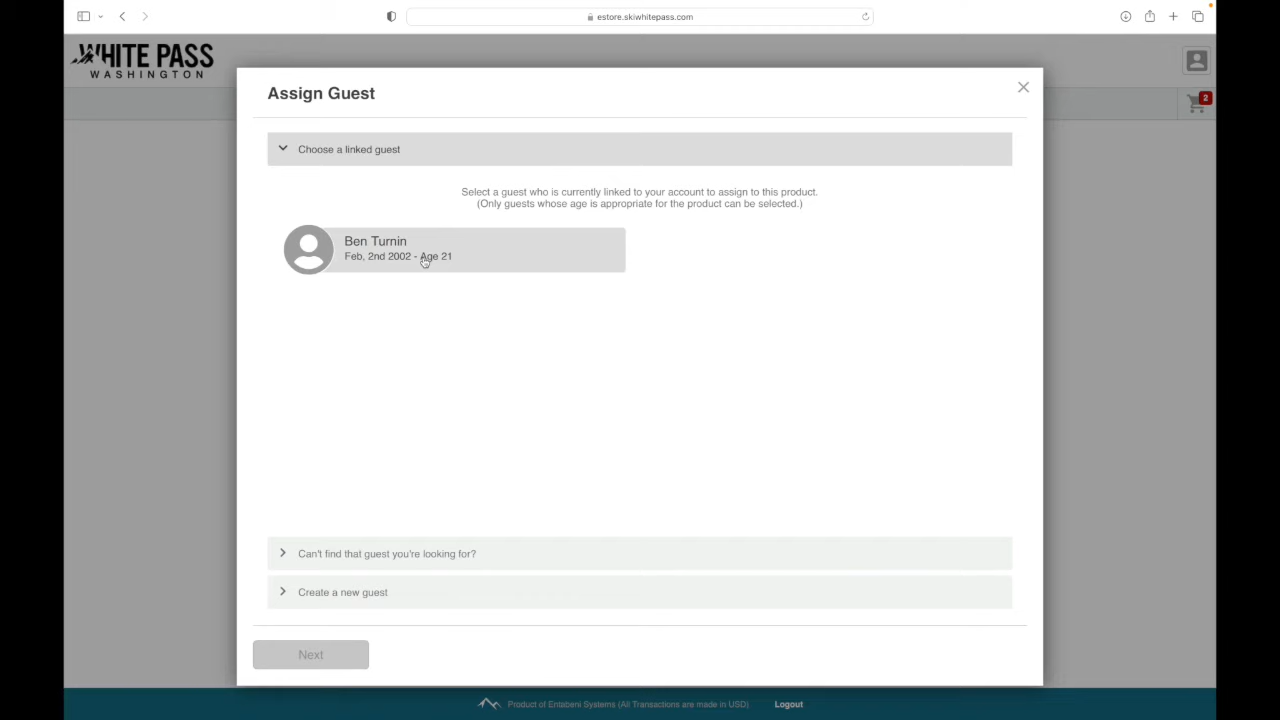 estore.skiwhitepass.com
WHITE PASS
WASHINGTON
2
Assign Guest
Choose a linked guest
Select a guest who is currently linked to your account to assign to this product.
(Only guests whose age is appropriate for the product can be selected.)
Ben Turnin
Feb, 2nd 2002 - Age 21
Can't find that guest you're looking for?
Create a new guest
Next
Product of Entabeni Systems (All Transactions are made in USD) Logout